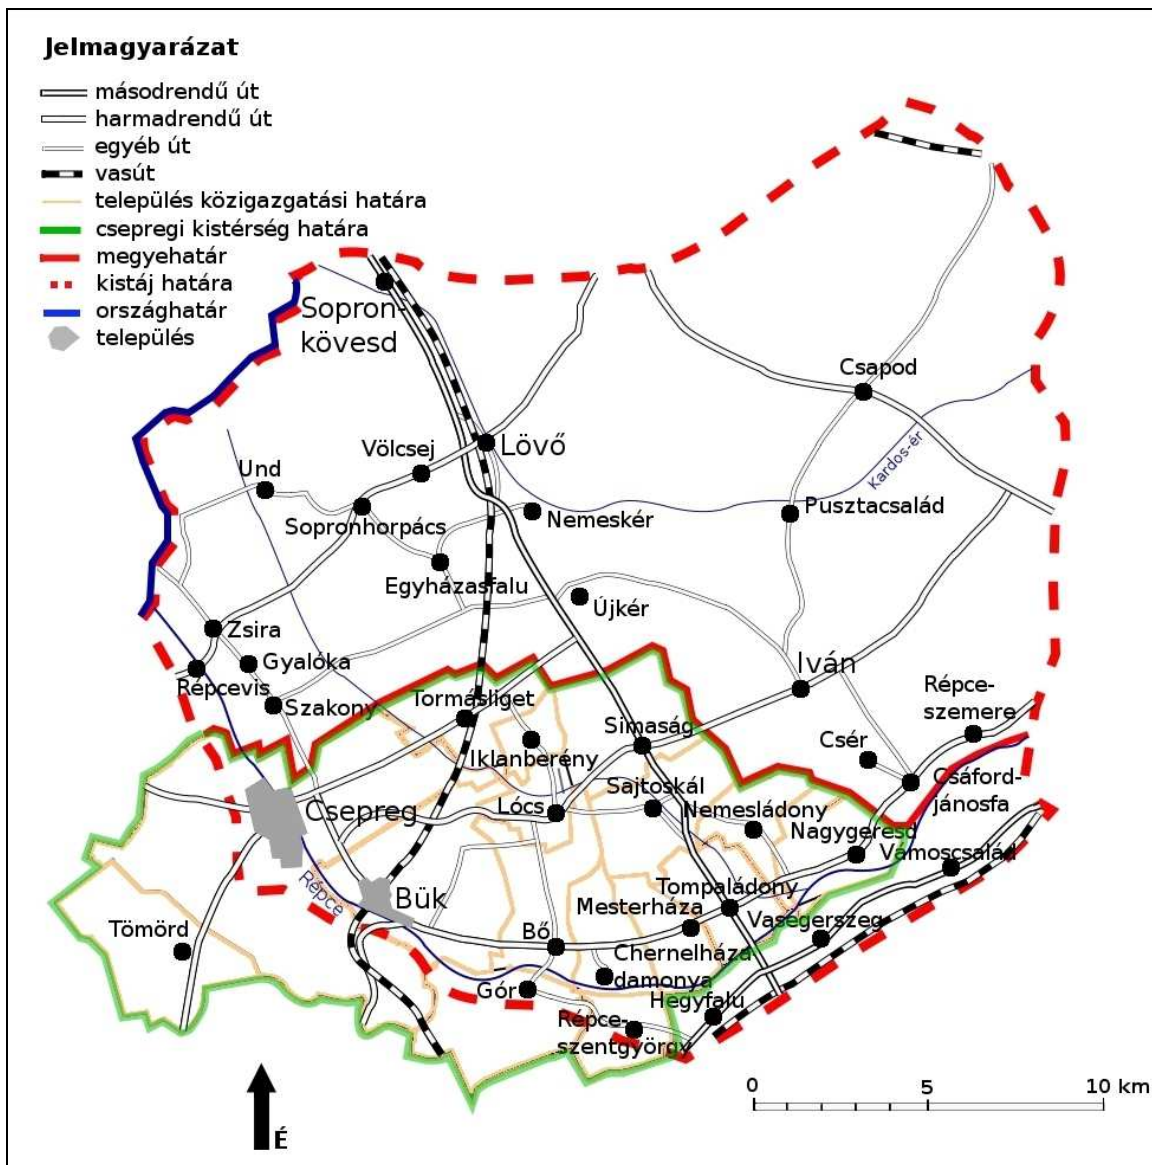 Jelmagyarázat
másodrendű út
harmadrendű út
egyéb út
vasút
település közigazgatási határa
csepregi kistérség határa
megyehatár
kistáj határa
országhatár
település
Sopron-
kövesd
Csapod
Völcsej
Lövő
Kardos-ér
Und
Sopronhorpács
Nemeskér
Pusztacsalád
Egyházasfalu
Újkér
Zsira
Gyalóka
Iván
Répcevis
Szakony
Tormásliget
Répce-
szemere
Simaság
Csér
Iklanberény
Csáford-
jánosfa
Sajtoskál
Csepreg
Lócs
Nemesládony
Nagygeresd
Vámoscsalád
Répce
Bük
Tompaládony
Mesterháza
Vasegerszeg
Tömörd
Bő
Chernelháza
damonya
Gór
Hegyfalu
Répce-
szentgyörgy
0 5 10 km
É